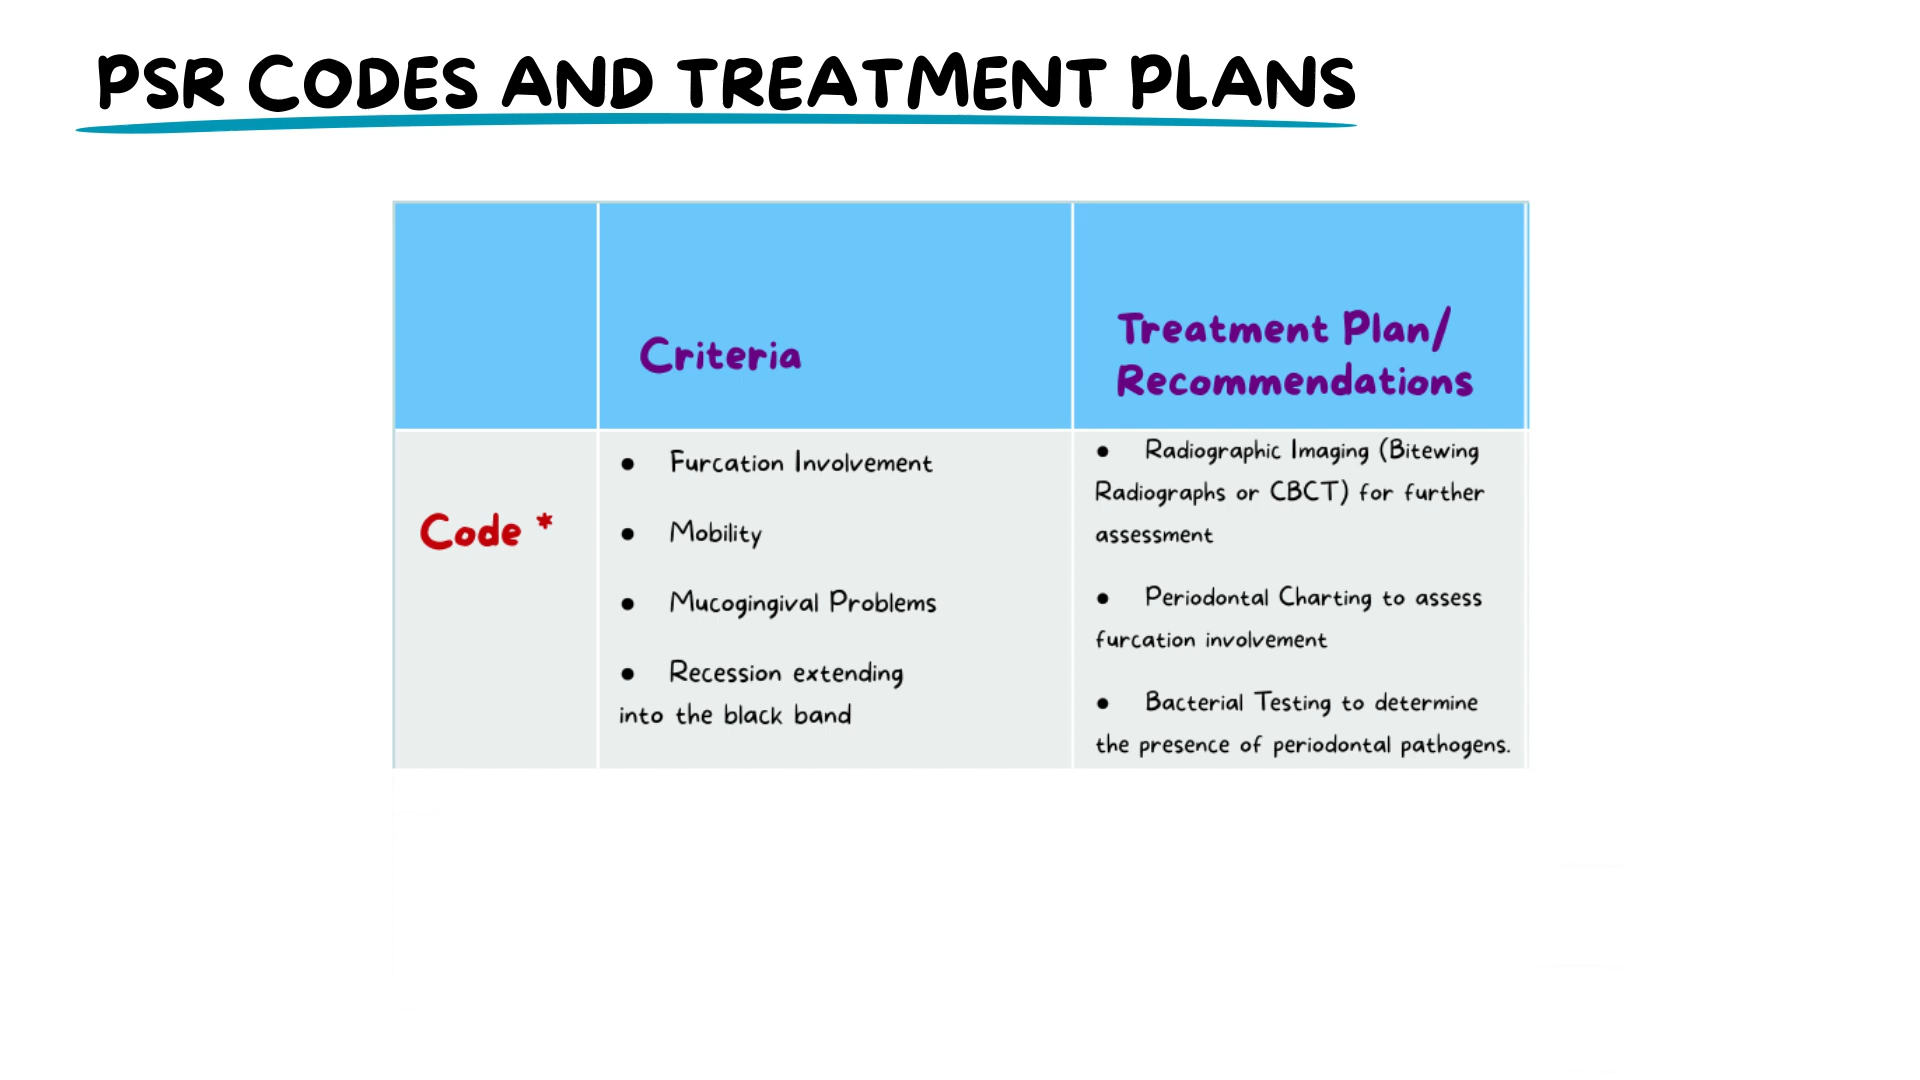 PSR CODES AND TREATMENT PLANS
Criteria
Treatment Plan/
Recommendations
Code *
● Furcation Involvement
● Mobility
● Mucogingival Problems
● Recession extending
into the black band
● Radiographic Imaging (Bitewing
Radiographs or CBCT) for further
assessment
● Periodontal Charting to assess
furcation involvement
● Bacterial Testing to determine
the presence of periodontal pathogens.